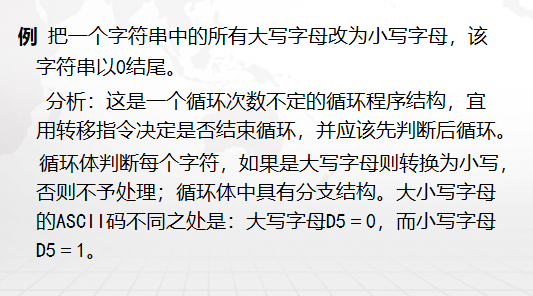 例 把一个字符串中的所有大写字母改为小写字母，该
字符串以0结尾。
分析：这是一个循环次数不定的循环程序结构，宜
用转移指令决定是否结束循环，并应该先判断后循环。
循环体判断每个字符，如果是大写字母则转换为小写，
否则不予处理；循环体中具有分支结构。大小写字母
的ASCII码不同之处是：大写字母D5＝0，而小写字母
D5＝1。